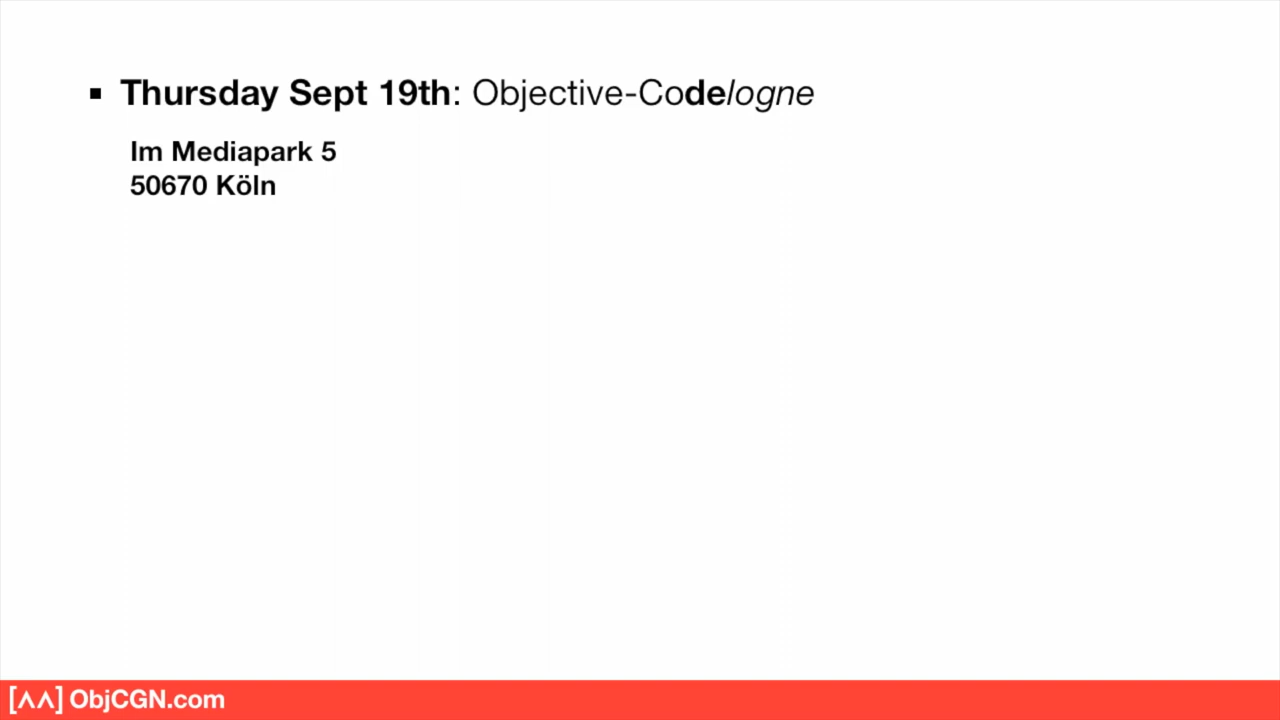 ▪ Thursday Sept 19th: Objective-Codelogne
Im Mediapark 5
50670 Köln
[ʌʌ] ObjCGN.com